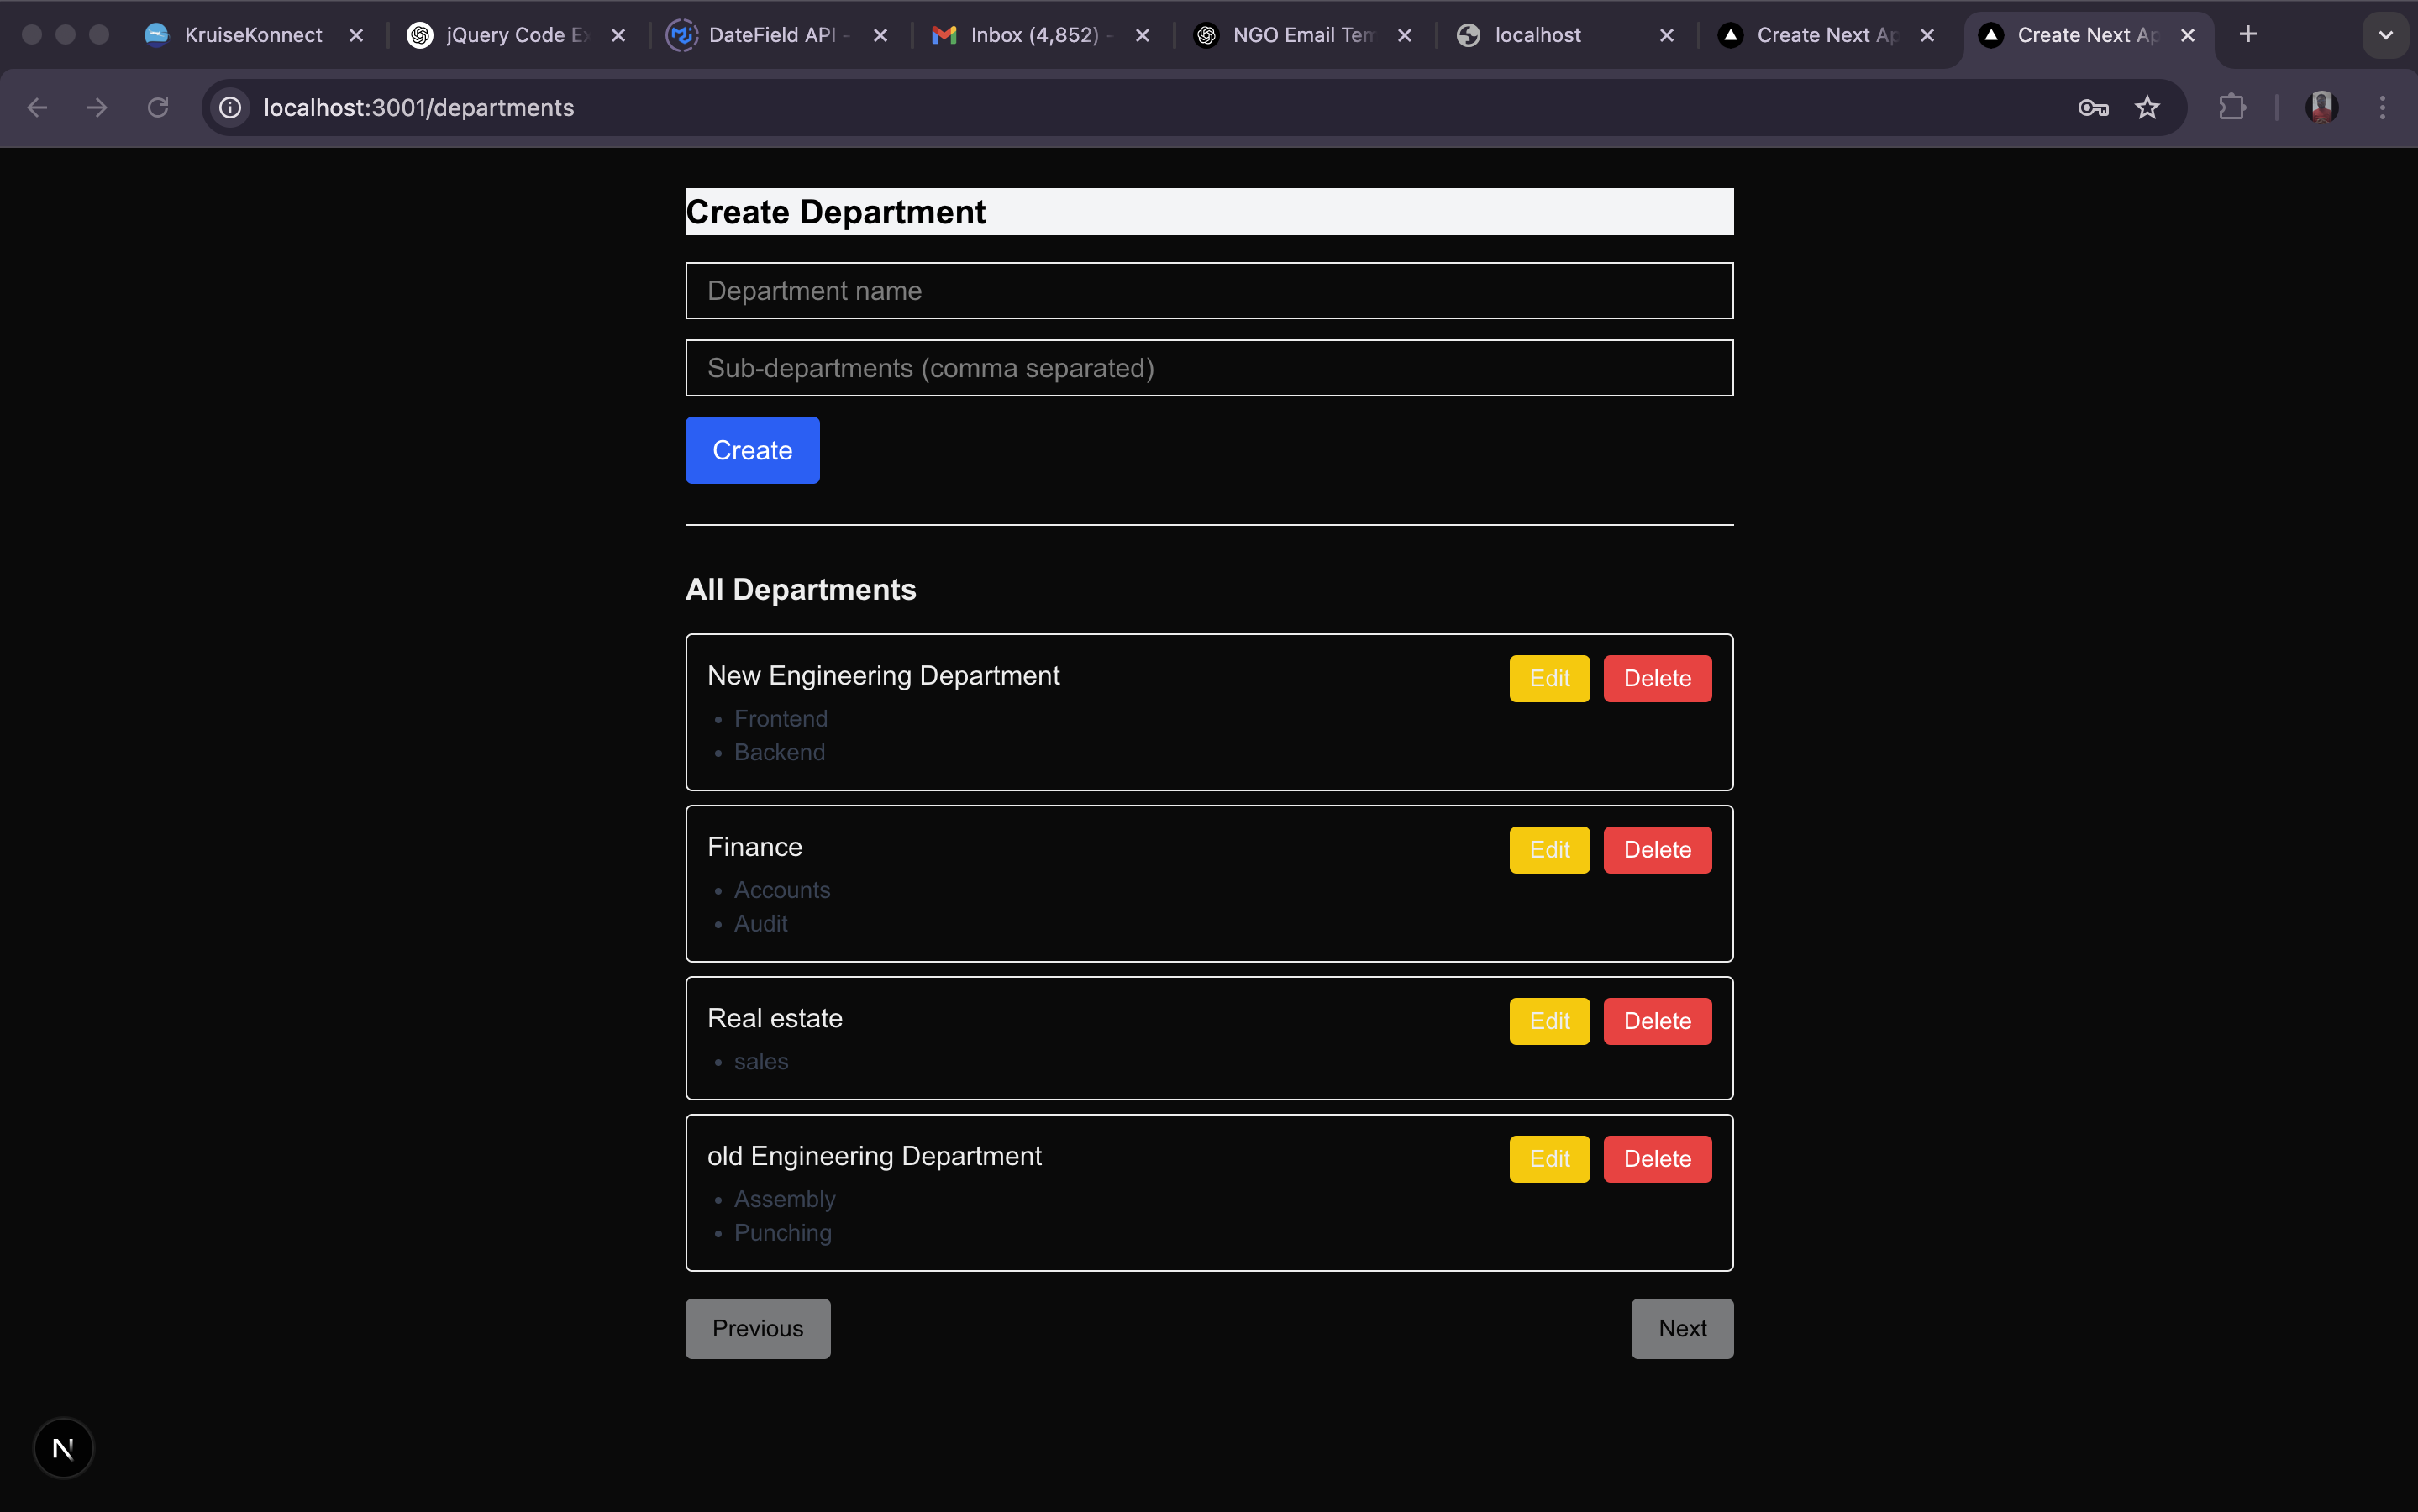 KruiseKonnect
jQuery Code Ex
DateField API -
Inbox (4,852) -
NGO Email Tem
localhost
Create Next Ap
Create Next Ap
localhost:3001/departments
Create Department
Department name
Sub-departments (comma separated)
Create
All Departments
New Engineering Department
Edit
Delete
Frontend
Backend
Finance
Edit
Delete
Accounts
Audit
Real estate
Edit
Delete
sales
old Engineering Department
Edit
Delete
Assembly
Punching
Previous
Next
N